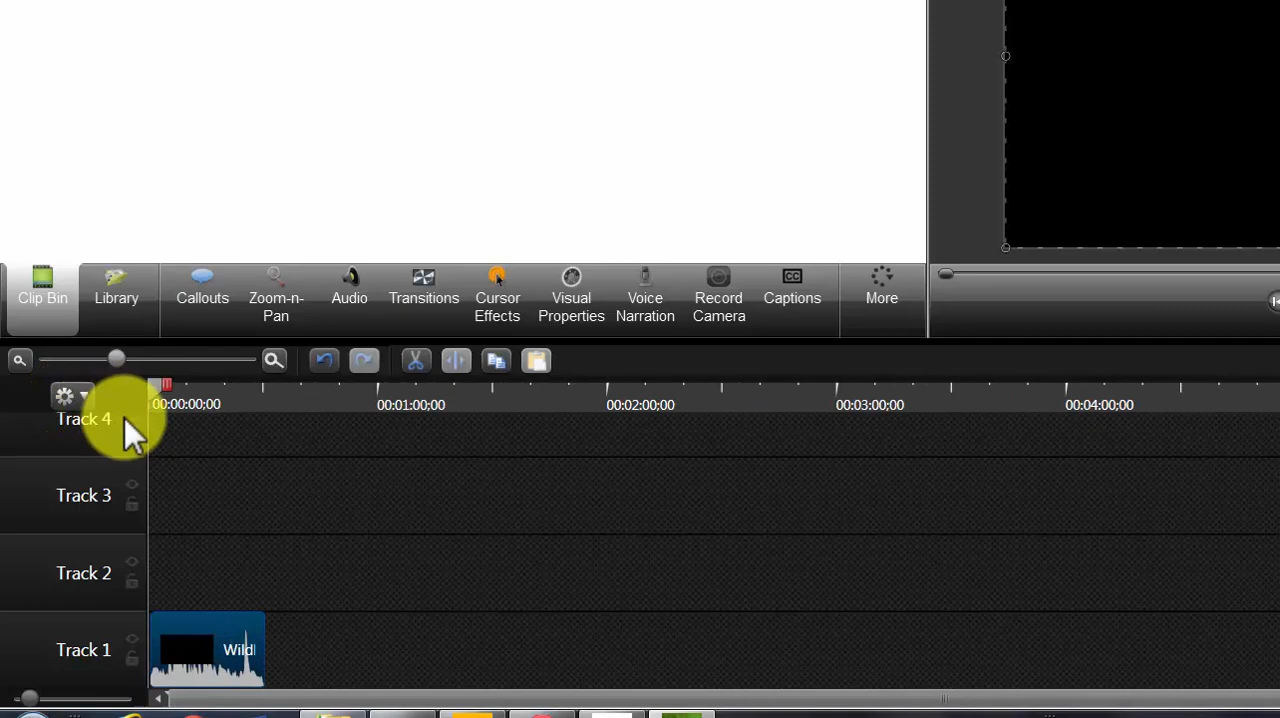 Clip Bin
Library
Callouts
Zoom-n-
Pan
Audio
Transitions
Cursor
Effects
Visual
Properties
Voice
Narration
Record
Camera
CC
Captions
More
00:00:00;00 00:01:00;00 00:02:00;00 00:03:00;00 00:04:00;00
Track 4
Track 3
Track 2
Track 1
Wildl